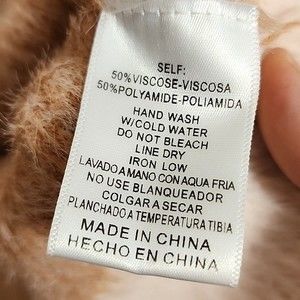 SELF:
50%VISCOSE-VISCOSA
50%POLYAMIDE-POLIAMIDA
HAND WASH
W/COLD WATER
DO NOT BLEACH
LINE DRY
IRON LOW
LAVADO A MANO CON AQUA FRIA
NO USE BLANQUEADOR
COLGAR A SECAR
PLANCHADO A TEMPERATURA TIBIA
MADE IN CHINA
HECHO EN CHINA